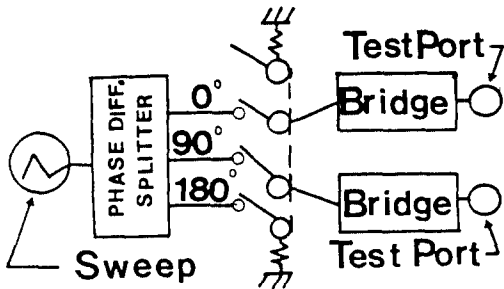 TestPort
0°
Bridge
90°
PHASE DIFF.
SPLITTER
180°
Bridge
Sweep
Test Port